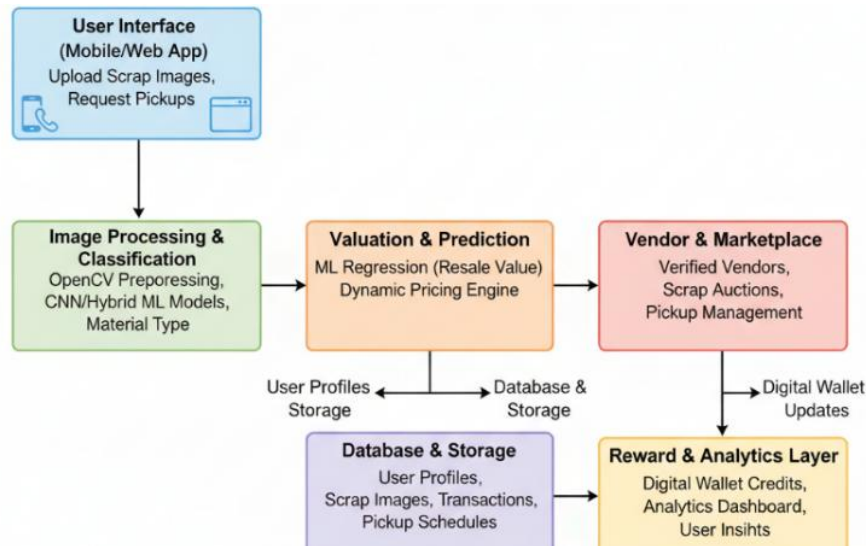 User Interface
(Mobile/Web App)
Upload Scrap Images,
Request Pickups
Image Processing &
Classification
OpenCV Preporessing,
CNN/Hybrid ML Models,
Material Type
Valuation & Prediction
ML Regression (Resale Value)
Dynamic Pricing Engine
Vendor & Marketplace
Verified Vendors,
Scrap Auctions,
Pickup Management
User Profiles
Storage
Database &
Storage
Digital Wallet
Updates
Database & Storage
User Profiles,
Scrap Images, Transactions,
Pickup Schedules
Reward & Analytics Layer
Digital Wallet Credits,
Analytics Dashboard,
User Insihts